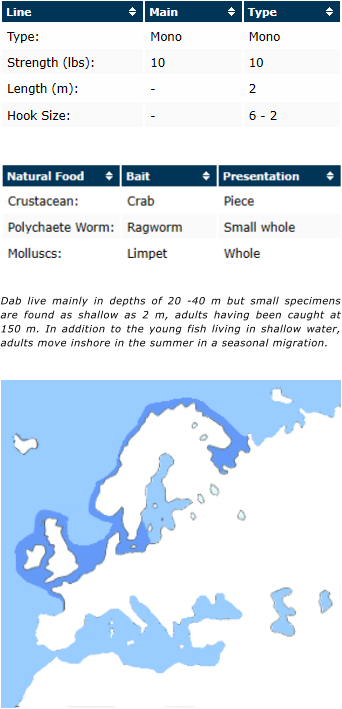 Line Main Type
Type: Mono Mono
Strength (lbs): 10 10
Length (m): - 2
Hook Size: - 6 - 2
Natural Food Bait Presentation
Crustacean: Crab Piece
Polychaete Worm: Ragworm Small whole
Molluscs: Limpet Whole
Dab live mainly in depths of 20 -40 m but small specimens
are found as shallow as 2 m, adults having been caught at
150 m. In addition to the young fish living in shallow water,
adults move inshore in the summer in a seasonal migration.